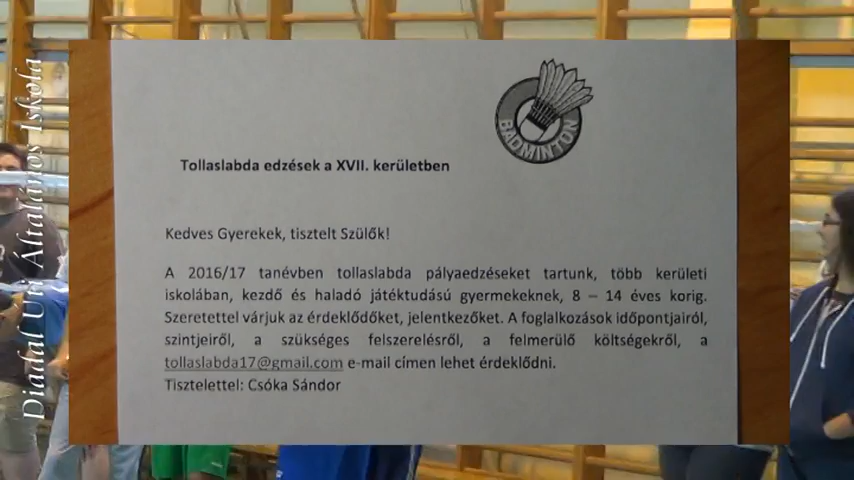 Diadal Úti Általános Iskola
BADMINTON
Tollaslabda edzések a XVII. kerületben
Kedves Gyerekek, tisztelt Szülők!
A 2016/17 tanévben tollaslabda pályaedzéseket tartunk, több kerületi
iskolában, kezdő és haladó játéktudású gyermekeknek, 8 – 14 éves korig.
Szeretettel várjuk az érdeklődőket, jelentkezőket. A foglalkozások időpontjairól,
szintjeiről, a szükséges felszerelésről, a felmerülő költségekről, a
tollaslabda17@gmail.com e-mail címen lehet érdeklődni.
Tisztelettel: Csóka Sándor